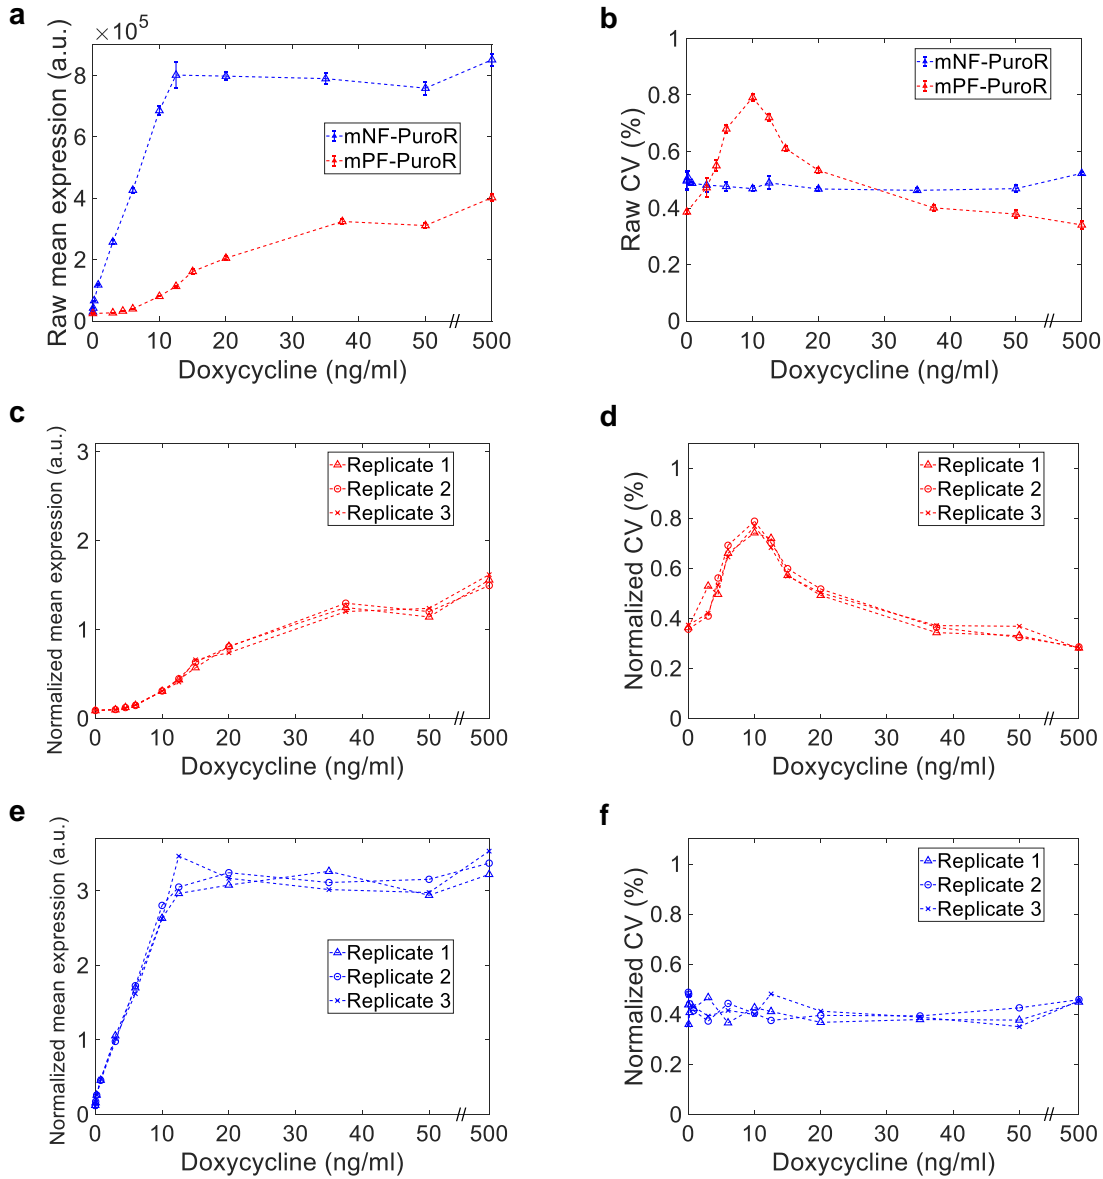 a
×10⁵
Raw mean expression (a.u.)
8
6
4
2
0
mNF-PuroR
mPF-PuroR
0 10 20 30 40 50 // 500
Doxycycline (ng/ml)
b
Raw CV (%)
1
0.8
0.6
0.4
0.2
0
mNF-PuroR
mPF-PuroR
0 10 20 30 40 50 // 500
Doxycycline (ng/ml)
c
Normalized mean expression (a.u.)
3
2
1
0
Replicate 1
Replicate 2
Replicate 3
0 10 20 30 40 50 // 500
Doxycycline (ng/ml)
d
Normalized CV (%)
1
0.8
0.6
0.4
0.2
0
Replicate 1
Replicate 2
Replicate 3
0 10 20 30 40 50 // 500
Doxycycline (ng/ml)
e
Normalized mean expression (a.u.)
3
2
1
0
Replicate 1
Replicate 2
Replicate 3
0 10 20 30 40 50 // 500
Doxycycline (ng/ml)
f
Normalized CV (%)
1
0.8
0.6
0.4
0.2
0
Replicate 1
Replicate 2
Replicate 3
0 10 20 30 40 50 // 500
Doxycycline (ng/ml)